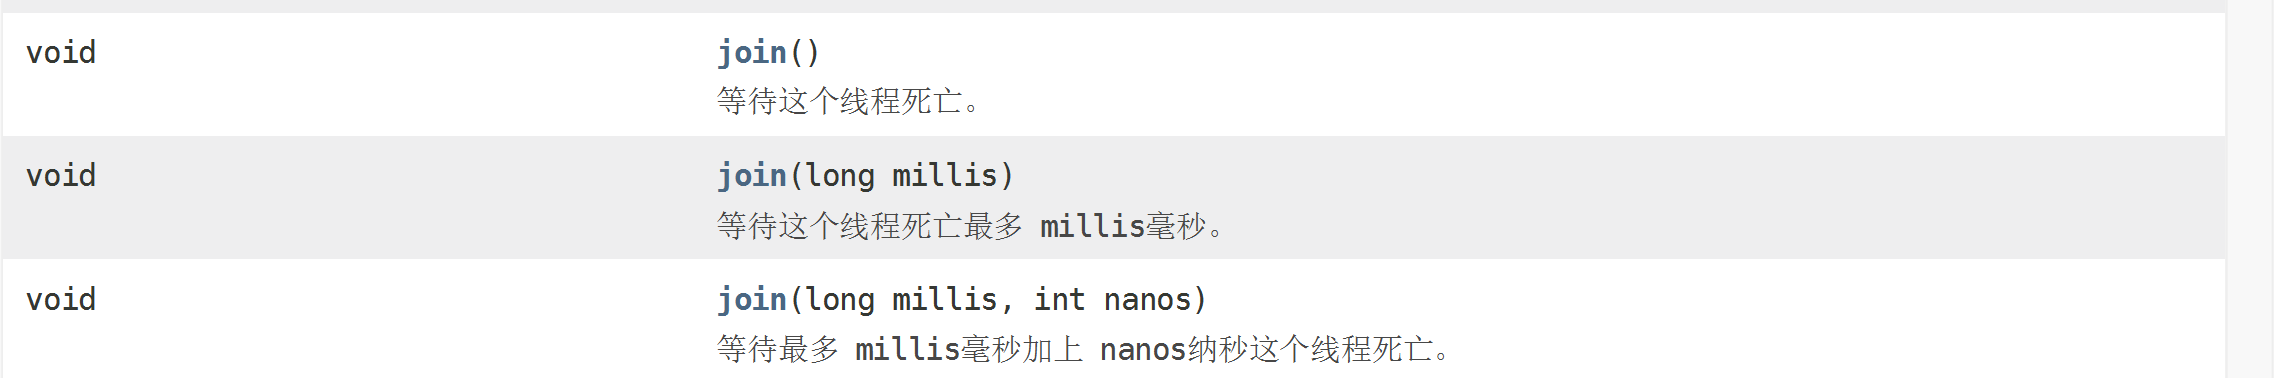 void join()
等待这个线程死亡。
void join(long millis)
等待这个线程死亡最多 millis毫秒。
void join(long millis, int nanos)
等待最多 millis毫秒加上 nanos纳秒这个线程死亡。